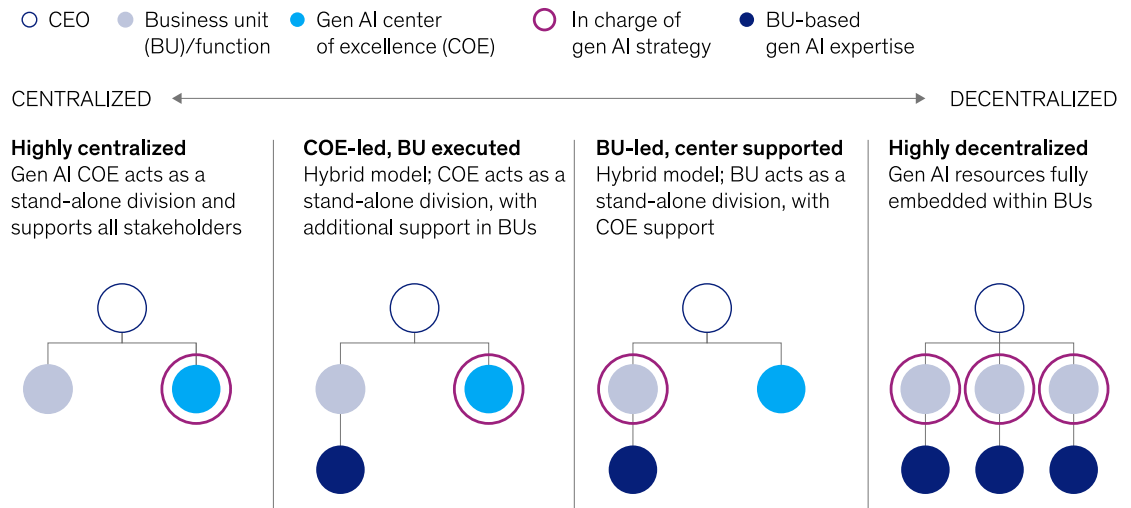 CEO
Business unit
(BU)/function
Gen AI center
of excellence (COE)
In charge of
gen AI strategy
BU-based
gen AI expertise
CENTRALIZED
DECENTRALIZED
Highly centralized
Gen AI COE acts as a
stand-alone division and
supports all stakeholders
COE-led, BU executed
Hybrid model; COE acts as a
stand-alone division, with
additional support in BUs
BU-led, center supported
Hybrid model; BU acts as a
stand-alone division, with
COE support
Highly decentralized
Gen AI resources fully
embedded within BUs